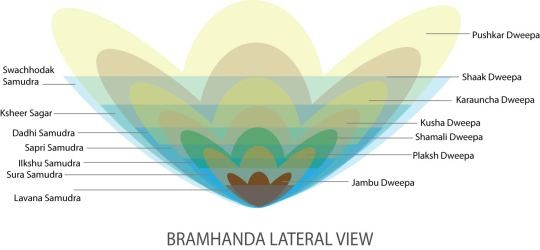 Pushkar Dweepa
Swachhodak
Samudra
Shaak Dweepa
Karauncha Dweepa
Ksheer Sagar
Kusha Dweepa
Dadhi Samudra
Shamali Dweepa
Sapri Samudra
Plaksh Dweepa
Ilkshu Samudra
Sura Samudra
Jambu Dweepa
Lavana Samudra
BRAMHANDA LATERAL VIEW